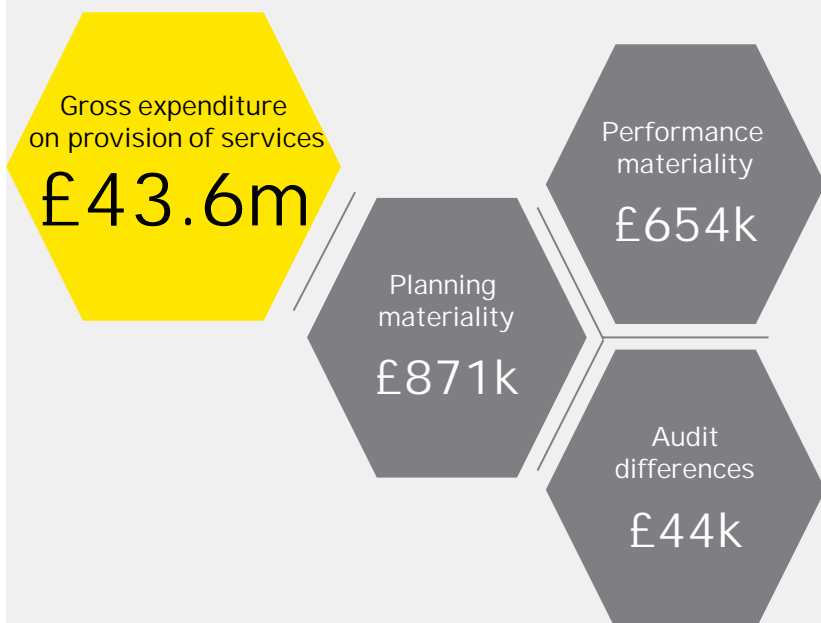 Gross expenditure
on provision of services
£43.6m
Performance
materiality
£654k
Planning
materiality
£871k
Audit
differences
£44k